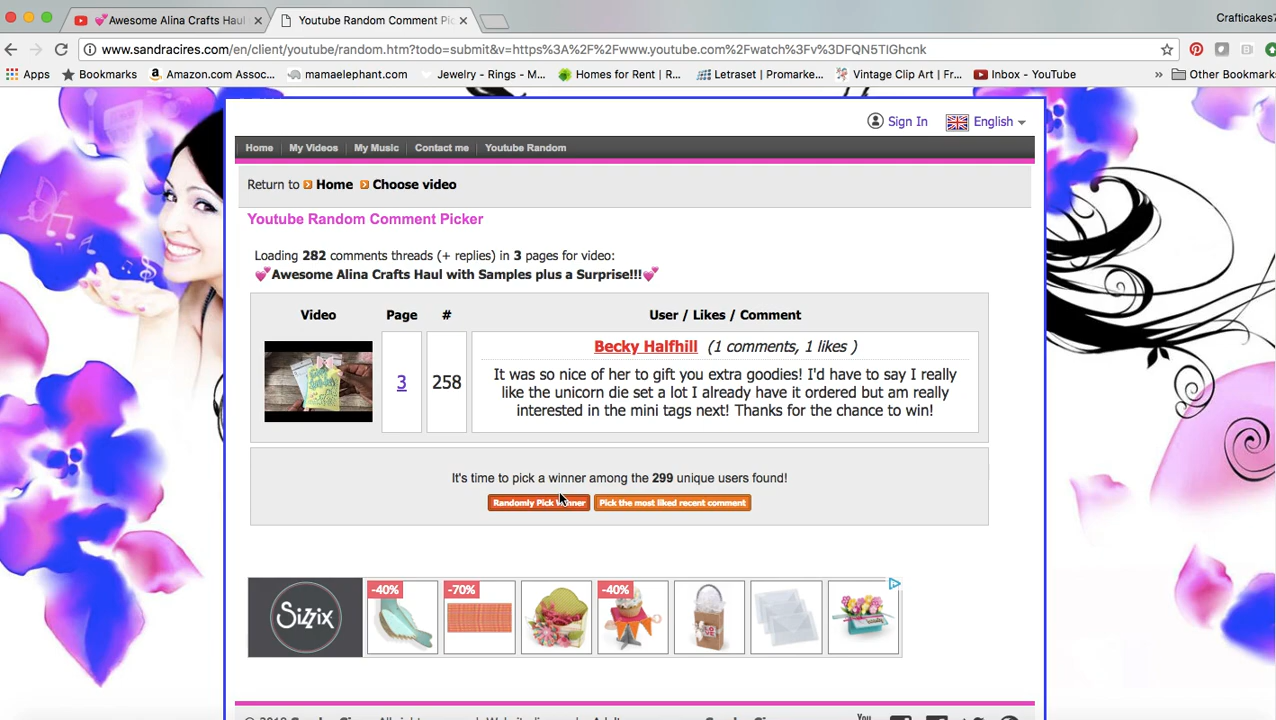 💕Awesome Alina Crafts Haul
Youtube Random Comment Pic
Crafticakes7
www.sandracires.com/en/client/youtube/random.htm?todo=submit&v=https%3A%2F%2Fwww.youtube.com%2Fwatch%3Fv%3DFQN5TIGhcnk
Apps Bookmarks Amazon.com Assoc... mamaelephant.com Jewelry - Rings - M... Homes for Rent | R... Letraset | Promarke... Vintage Clip Art | Fr... Inbox - YouTube » Other Bookmark
Sign In English
Home My Videos My Music Contact me Youtube Random
Return to Home Choose video
Youtube Random Comment Picker
Loading 282 comments threads (+ replies) in 3 pages for video:
💕Awesome Alina Crafts Haul with Samples plus a Surprise!!!💕
Video Page # User / Likes / Comment
Becky Halfhill (1 comments, 1 likes )
3 258
It was so nice of her to gift you extra goodies! I'd have to say I really
like the unicorn die set a lot I already have it ordered but am really
interested in the mini tags next! Thanks for the chance to win!
It's time to pick a winner among the 299 unique users found!
Randomly Pick Winner Pick the most liked recent comment
-40% -70% -40%
Sizzix